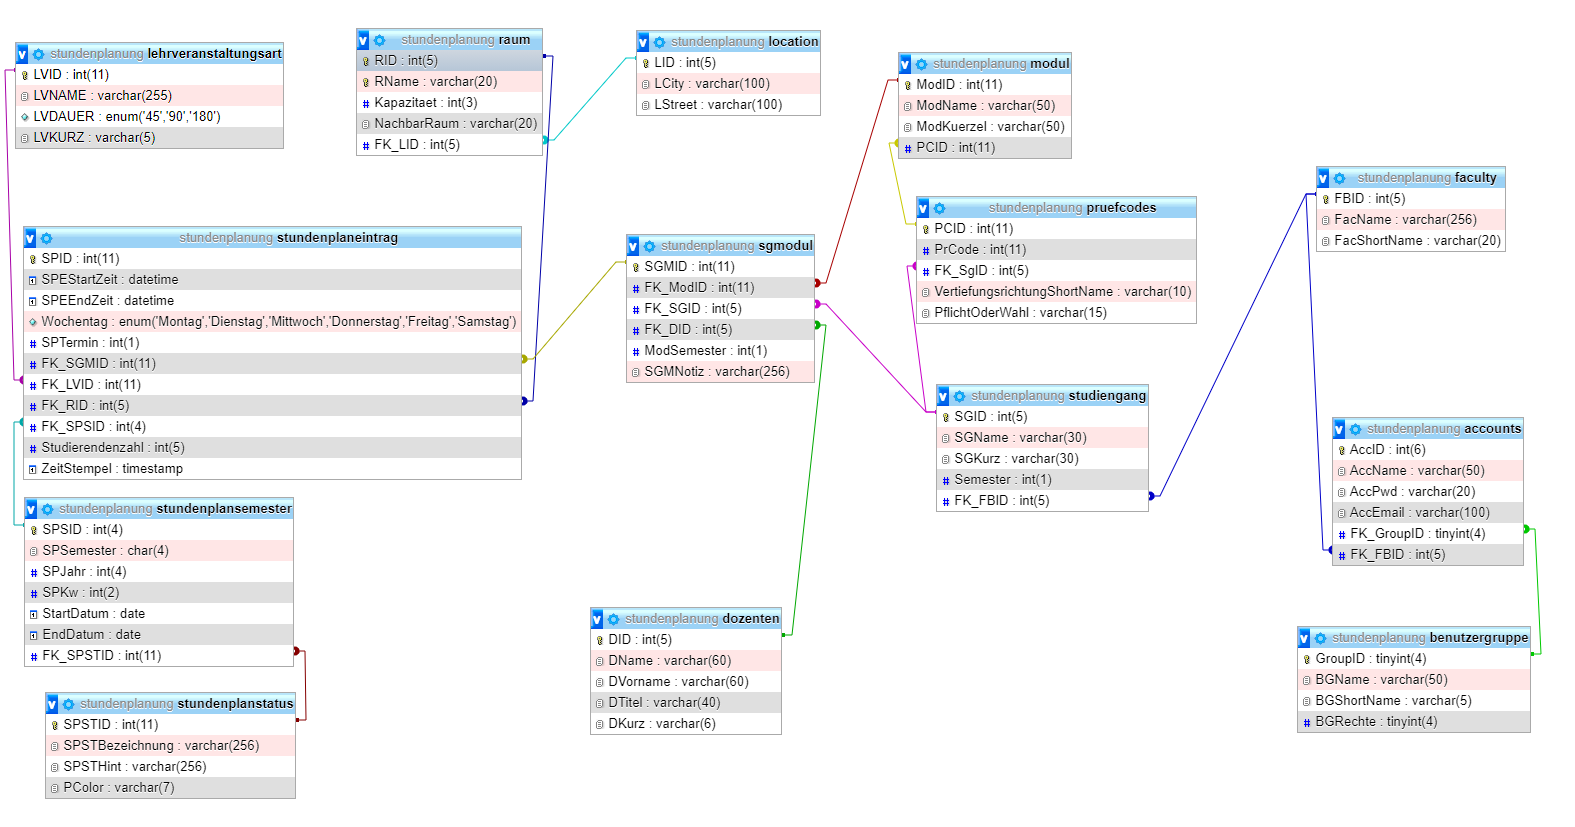 stundenplanung lehrveranstaltungsart
LVID : int(11)
LVNAME : varchar(255)
LVDAUER : enum('45','90','180')
LVKURZ : varchar(5)
stundenplanung raum
RID : int(5)
RName : varchar(20)
Kapazitaet : int(3)
NachbarRaum : varchar(20)
FK_LID : int(5)
stundenplanung location
LID : int(5)
LCity : varchar(100)
LStreet : varchar(100)
stundenplanung modul
ModID : int(11)
ModName : varchar(50)
ModKuerzel : varchar(50)
PCID : int(11)
stundenplanung pruefcodes
PCID : int(11)
PrCode : int(11)
FK_SgID : int(5)
VertiefungsrichtungShortName : varchar(10)
PflichtOderWahl : varchar(15)
stundenplanung faculty
FBID : int(5)
FacName : varchar(256)
FacShortName : varchar(20)
stundenplanung stundenplaneintrag
SPID : int(11)
SPEStartZeit : datetime
SPEEndZeit : datetime
Wochentag : enum('Montag','Dienstag','Mittwoch','Donnerstag','Freitag','Samstag')
SPTermin : int(1)
FK_SGMID : int(11)
FK_LVID : int(11)
FK_RID : int(5)
FK_SPSID : int(4)
Studierendenzahl : int(5)
ZeitStempel : timestamp
stundenplanung sgmodul
SGMID : int(11)
FK_ModID : int(11)
FK_SGID : int(5)
FK_DID : int(5)
ModSemester : int(1)
SGMNotiz : varchar(256)
stundenplanung studiengang
SGID : int(5)
SGName : varchar(30)
SGKurz : varchar(30)
Semester : int(1)
FK_FBID : int(5)
stundenplanung accounts
AccID : int(6)
AccName : varchar(50)
AccPwd : varchar(20)
AccEmail : varchar(100)
FK_GroupID : tinyint(4)
FK_FBID : int(5)
stundenplanung stundenplansemester
SPSID : int(4)
SPSemester : char(4)
SPJahr : int(4)
SPKw : int(2)
StartDatum : date
EndDatum : date
FK_SPSTID : int(11)
stundenplanung dozenten
DID : int(5)
DName : varchar(60)
DVorname : varchar(60)
DTitel : varchar(40)
DKurz : varchar(6)
stundenplanung benutzergruppe
GroupID : tinyint(4)
BGName : varchar(50)
BGShortName : varchar(5)
BGRechte : tinyint(4)
stundenplanung stundenplanstatus
SPSTID : int(11)
SPSTBezeichnung : varchar(256)
SPSTHint : varchar(256)
PColor : varchar(7)